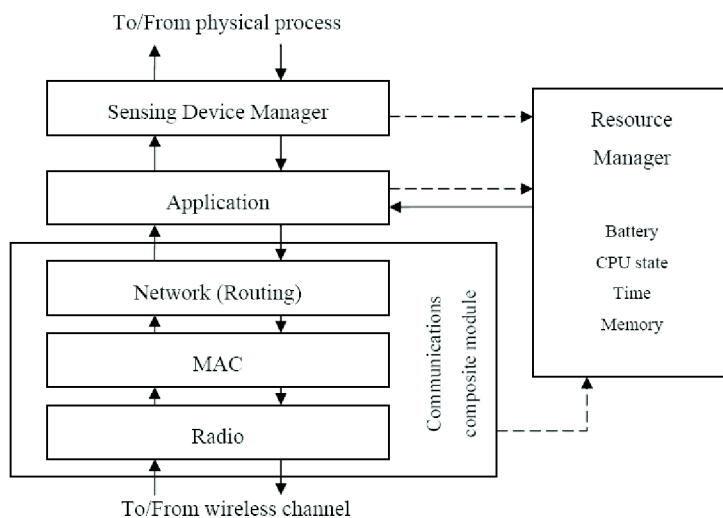 To/From physical process
Sensing Device Manager
Application
Network (Routing)
MAC
Radio
To/From wireless channel
Communications
composite module
Resource
Manager
Battery
CPU state
Time
Memory